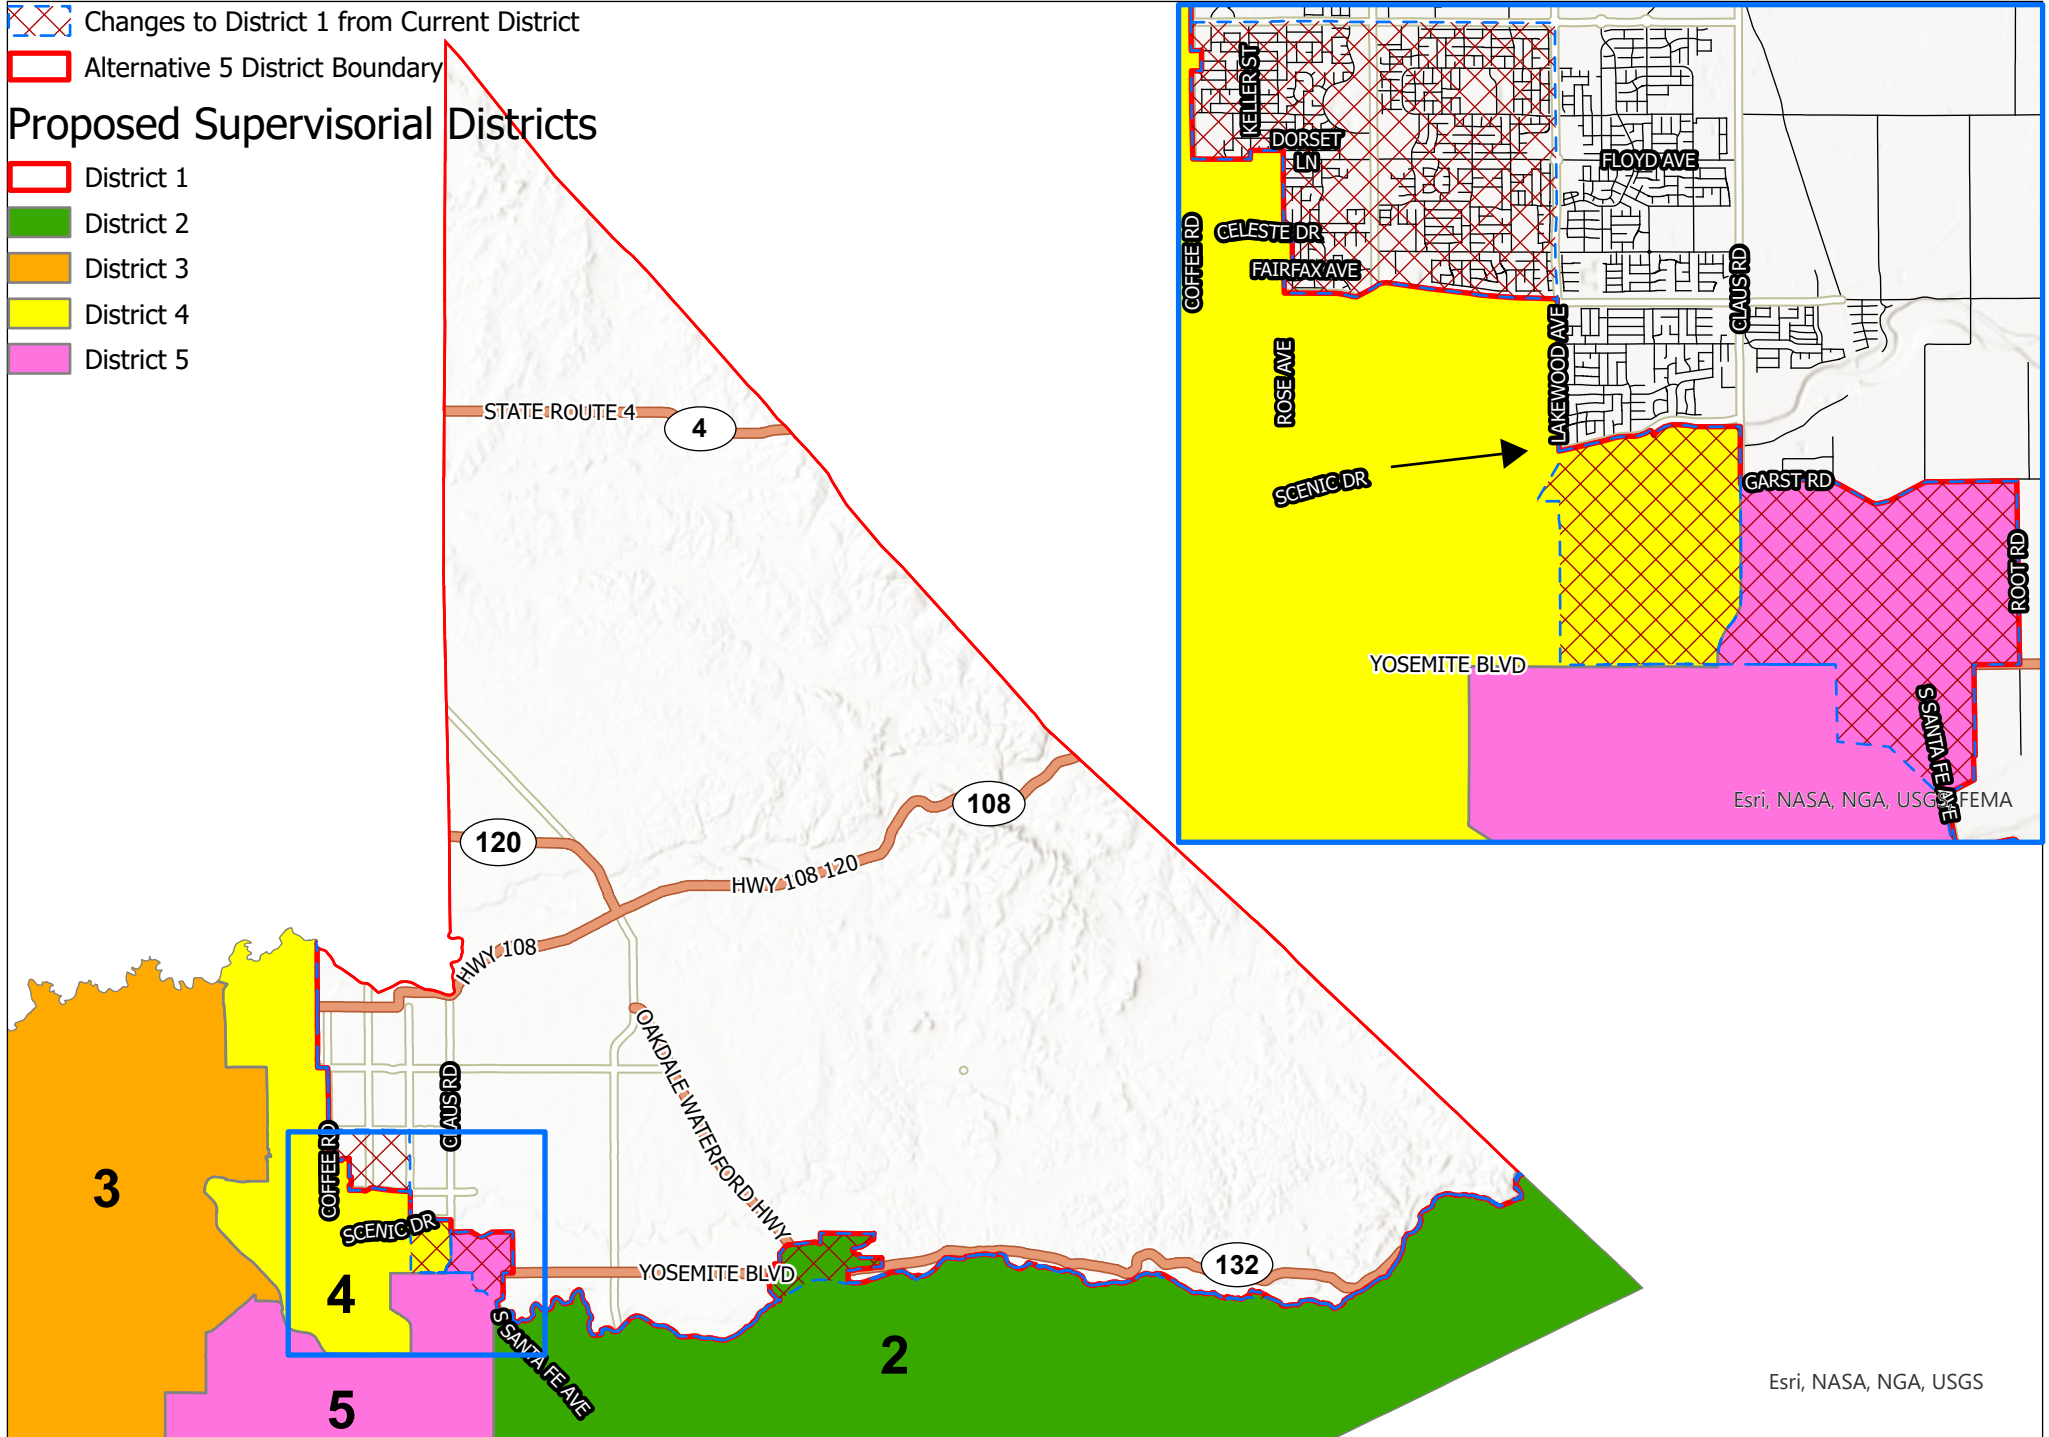 Changes to District 1 from Current District
Alternative 5 District Boundary
Proposed Supervisorial Districts
District 1
District 2
District 3
District 4
District 5
STATE ROUTE 4
4
120
108
HWY 108 120
HWY 108
OAKDALE WATERFORD HWY
CLAUS RD
COFFEE RD
SCENIC DR
YOSEMITE BLVD
132
S SANTA FE AVE
3
4
5
2
Esri, NASA, NGA, USGS
KELLER ST
DORSET
LN
FLOYD AVE
COFFEE RD
CELESTE DR
FAIRFAX AVE
CLAUS RD
ROSE AVE
LAKEWOOD AVE
SCENIC DR
GARST RD
ROOT RD
YOSEMITE BLVD
S SANTA FE AVE
Esri, NASA, NGA, USGS, FEMA